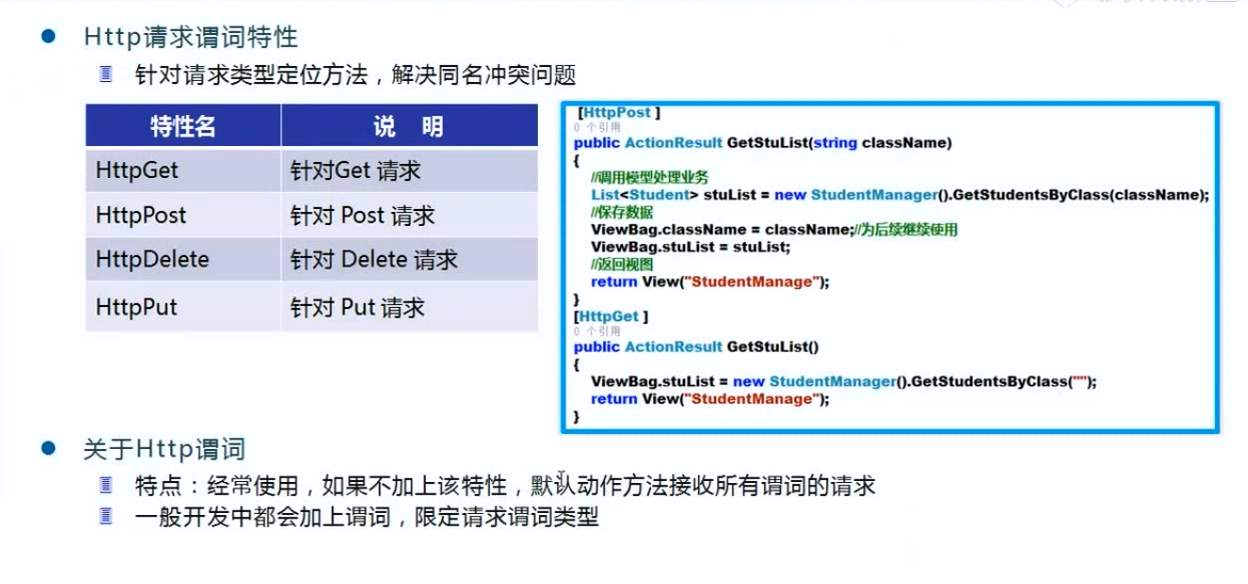 Http请求谓词特性
针对请求类型定位方法，解决同名冲突问题
特性名 说 明
HttpGet 针对Get 请求
HttpPost 针对 Post 请求
HttpDelete 针对 Delete 请求
HttpPut 针对 Put 请求
[HttpPost ]
0 个引用
public ActionResult GetStuList(string className)
{
//调用模型处理业务
List<Student> stuList = new StudentManager().GetStudentsByClass(className);
//保存数据
ViewBag.className = className;//为后续继续使用
ViewBag.stuList = stuList;
//返回视图
return View("StudentManage");
}
[HttpGet ]
0 个引用
public ActionResult GetStuList()
{
ViewBag.stuList = new StudentManager().GetStudentsByClass("");
return View("StudentManage");
}
关于Http谓词
特点：经常使用，如果不加上该特性，默认动作方法接收所有谓词的请求
一般开发中都会加上谓词，限定请求谓词类型